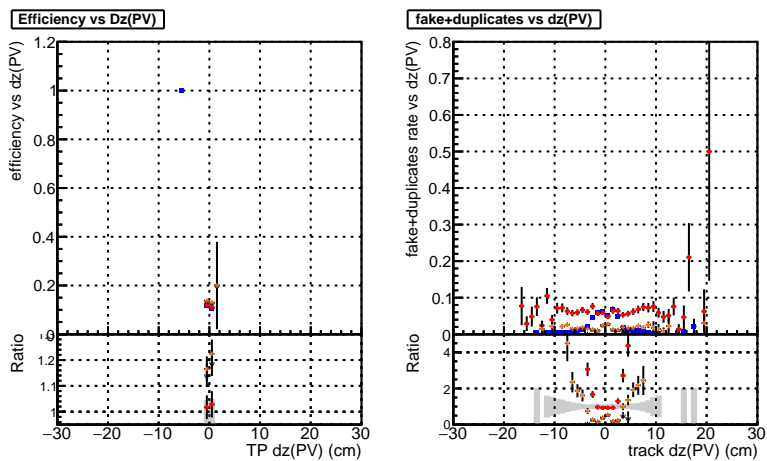 Efficiency vs Dz(PV)
efficiency vs dz(PV)
1.2
1
0.8
0.6
0.4
0.2
0
Ratio
1.2
1.1
1
−30 −20 −10 0 10 20 30
TP dz(PV) (cm)
fake+duplicates vs dz(PV)
fake+duplicates rate vs dz(PV)
0.8
0.7
0.6
0.5
0.4
0.3
0.2
0.1
0
Ratio
4
2
0
−30 −20 −10 0 10 20 30
track dz(PV) (cm)